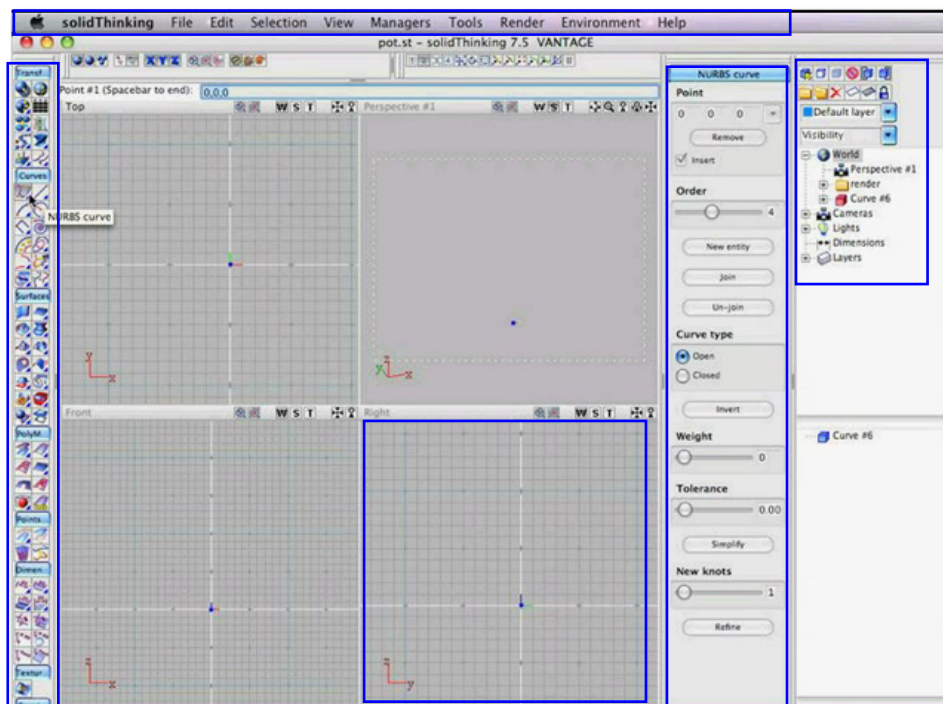 solidThinking File Edit Selection View Managers Tools Render Environment Help
pot.st – solidThinking 7.5 VANTAGE
Transf
X Y Z
Point #1 (Spacebar to end): 0,0,0
Top W S T
Perspective #1 W S T
y
x
z
y
x
Front W S T
Right W S T
z
x
z
y
Curves
NURBS curve
Surfaces
PolyM
Points
Dimen
Textur
NURBS curve
Point
0 0 0
Remove
Insert
Order
4
New entity
Join
Un-join
Curve type
Open
Closed
Invert
Weight
0
Tolerance
0.00
Simplify
New knots
1
Refine
Default layer
Visibility
World
Perspective #1
render
Curve #6
Cameras
Lights
Dimensions
Layers
Curve #6